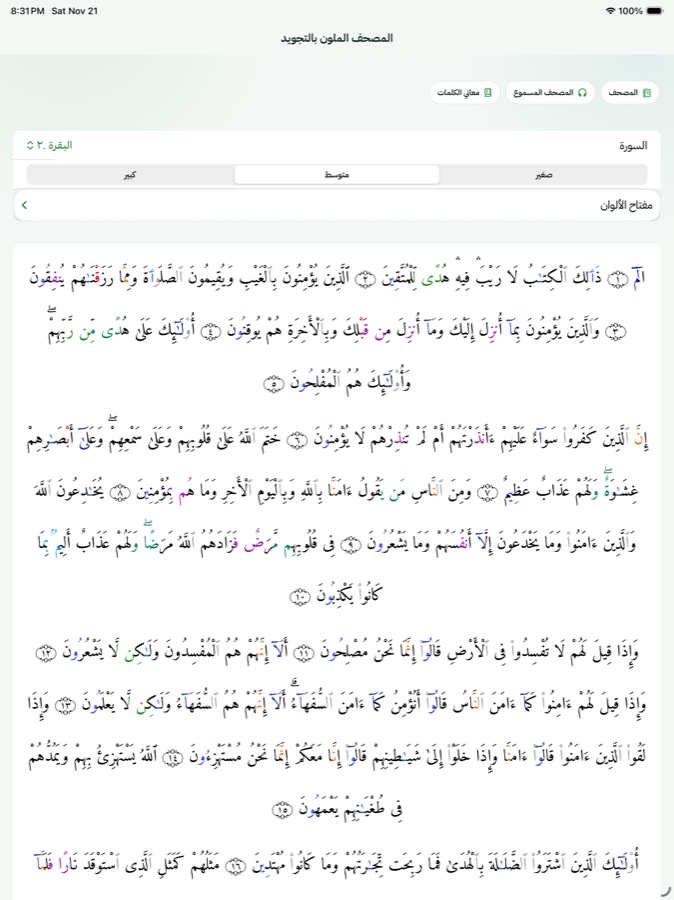 8:31PM Sat Nov 21 100%
المصحف الملون بالتجويد
المصحف المصحف المسموع معاني الكلمات
السورة البقرة .٢
صغير متوسط كبير
مفتاح الألوان
الٓمٓ ١ ذَٰلِكَ ٱلْكِتَٰبُ لَا رَيْبَ ۛ فِيهِ ۛ هُدًى لِّلْمُتَّقِينَ ٢ ٱلَّذِينَ يُؤْمِنُونَ بِٱلْغَيْبِ وَيُقِيمُونَ ٱلصَّلَوٰةَ وَمِمَّا رَزَقْنَٰهُمْ يُنفِقُونَ
٣ وَٱلَّذِينَ يُؤْمِنُونَ بِمَآ أُنزِلَ إِلَيْكَ وَمَآ أُنزِلَ مِن قَبْلِكَ وَبِٱلْأَخِرَةِ هُمْ يُوقِنُونَ ٤ أُو۟لَٰٓئِكَ عَلَىٰ هُدًى مِّن رَّبِّهِمْ ۖ
وَأُو۟لَٰٓئِكَ هُمُ ٱلْمُفْلِحُونَ ٥
إِنَّ ٱلَّذِينَ كَفَرُوا۟ سَوَآءٌ عَلَيْهِمْ ءَأَنذَرْتَهُمْ أَمْ لَمْ تُنذِرْهُمْ لَا يُؤْمِنُونَ ٦ خَتَمَ ٱللَّهُ عَلَىٰ قُلُوبِهِمْ وَعَلَىٰ سَمْعِهِمْ ۖ وَعَلَىٰٓ أَبْصَٰرِهِمْ
غِشَٰوَةٌ ۖ وَلَهُمْ عَذَابٌ عَظِيمٌ ٧ وَمِنَ ٱلنَّاسِ مَن يَقُولُ ءَامَنَّا بِٱللَّهِ وَبِٱلْيَوْمِ ٱلْأَخِرِ وَمَا هُم بِمُؤْمِنِينَ ٨ يُخَٰدِعُونَ ٱللَّهَ
وَٱلَّذِينَ ءَامَنُوا۟ وَمَا يَخْدَعُونَ إِلَّآ أَنفُسَهُمْ وَمَا يَشْعُرُونَ ٩ فِى قُلُوبِهِم مَّرَضٌ فَزَادَهُمُ ٱللَّهُ مَرَضًا ۖ وَلَهُمْ عَذَابٌ أَلِيمٌۢ بِمَا
كَانُوا۟ يَكْذِبُونَ ١٠
وَإِذَا قِيلَ لَهُمْ لَا تُفْسِدُوا۟ فِى ٱلْأَرْضِ قَالُوٓا۟ إِنَّمَا نَحْنُ مُصْلِحُونَ ١١ أَلَآ إِنَّهُمْ هُمُ ٱلْمُفْسِدُونَ وَلَٰكِن لَّا يَشْعُرُونَ ١٢
وَإِذَا قِيلَ لَهُمْ ءَامِنُوا۟ كَمَآ ءَامَنَ ٱلنَّاسُ قَالُوٓا۟ أَنُؤْمِنُ كَمَآ ءَامَنَ ٱلسُّفَهَآءُ ۗ أَلَآ إِنَّهُمْ هُمُ ٱلسُّفَهَآءُ وَلَٰكِن لَّا يَعْلَمُونَ ١٣ وَإِذَا
لَقُوا۟ ٱلَّذِينَ ءَامَنُوا۟ قَالُوٓا۟ ءَامَنَّا وَإِذَا خَلَوْا۟ إِلَىٰ شَيَٰطِينِهِمْ قَالُوٓا۟ إِنَّا مَعَكُمْ إِنَّمَا نَحْنُ مُسْتَهْزِءُونَ ١٤ ٱللَّهُ يَسْتَهْزِئُ بِهِمْ وَيَمُدُّهُمْ
فِى طُغْيَٰنِهِمْ يَعْمَهُونَ ١٥
أُو۟لَٰٓئِكَ ٱلَّذِينَ ٱشْتَرَوُا۟ ٱلضَّلَٰلَةَ بِٱلْهُدَىٰ فَمَا رَبِحَت تِّجَٰرَتُهُمْ وَمَا كَانُوا۟ مُهْتَدِينَ ١٦ مَثَلُهُمْ كَمَثَلِ ٱلَّذِى ٱسْتَوْقَدَ نَارًا فَلَمَّآ